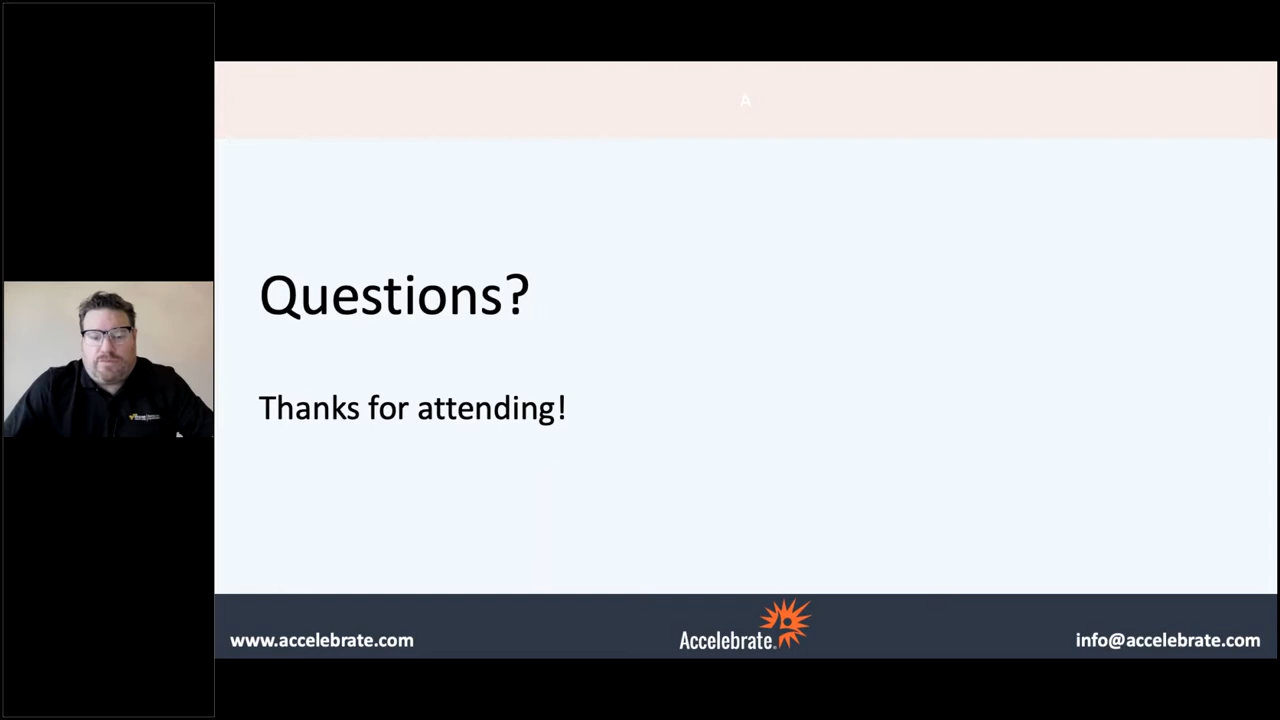 A
Questions?
Thanks for attending!
www.accelebrate.com
Accelebrate.
info@accelebrate.com